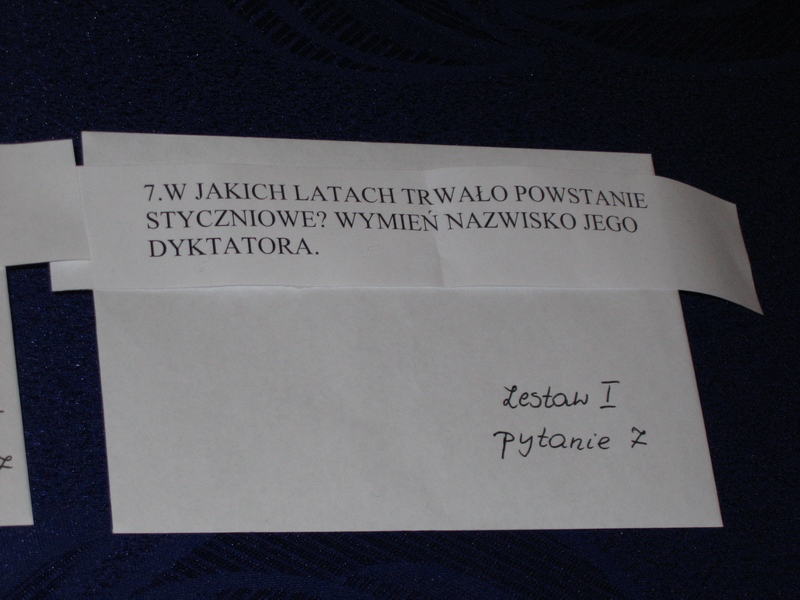 7.W JAKICH LATACH TRWAŁO POWSTANIE
STYCZNIOWE? WYMIEŃ NAZWISKO JEGO
DYKTATORA.
Zestaw I
pytanie 7